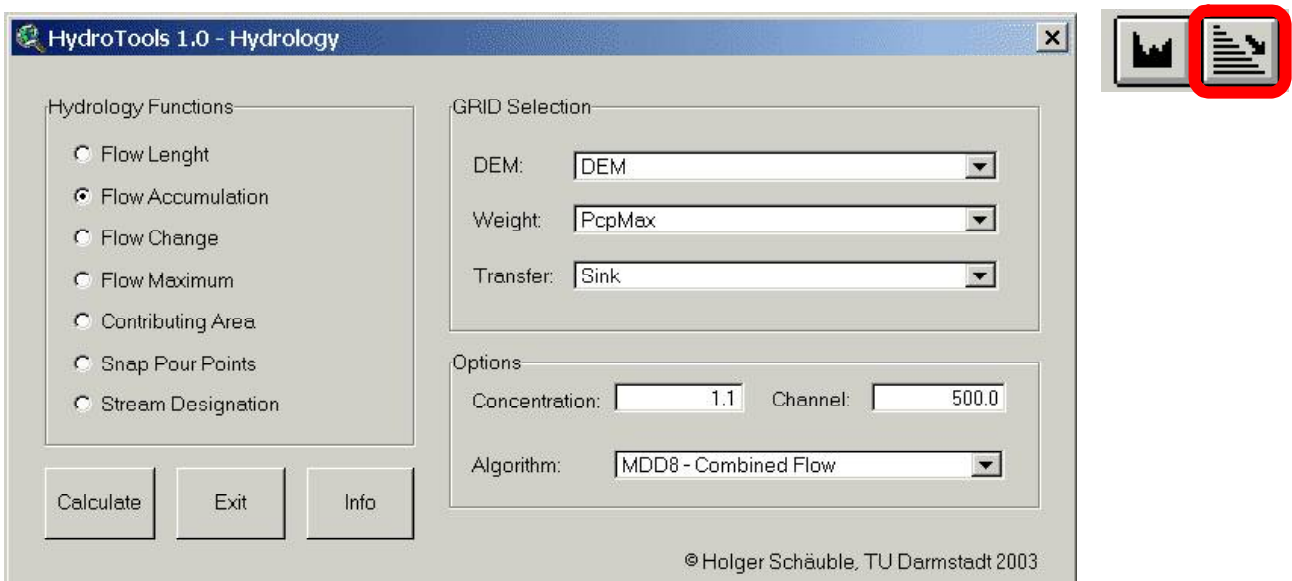 HydroTools 1.0 - Hydrology
Hydrology Functions
Flow Lenght
Flow Accumulation
Flow Change
Flow Maximum
Contributing Area
Snap Pour Points
Stream Designation
Calculate
Exit
Info
GRID Selection
DEM: DEM
Weight: PcpMax
Transfer: Sink
Options
Concentration: 1.1 Channel: 500.0
Algorithm: MDD8 - Combined Flow
© Holger Schäuble, TU Darmstadt 2003